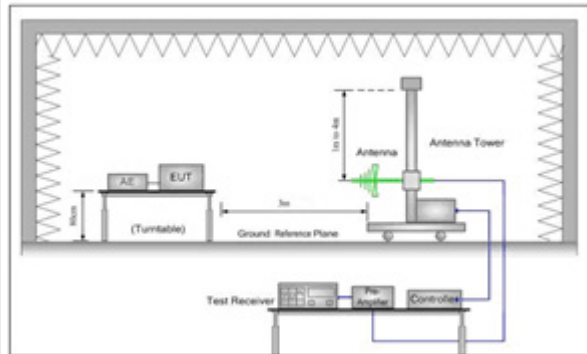 1m to 4m
Antenna
Antenna Tower
AE
EUT
80cm
3m
(Turntable)
Ground Reference Plane
Test Receiver
Pre-
Amplifier
Controller